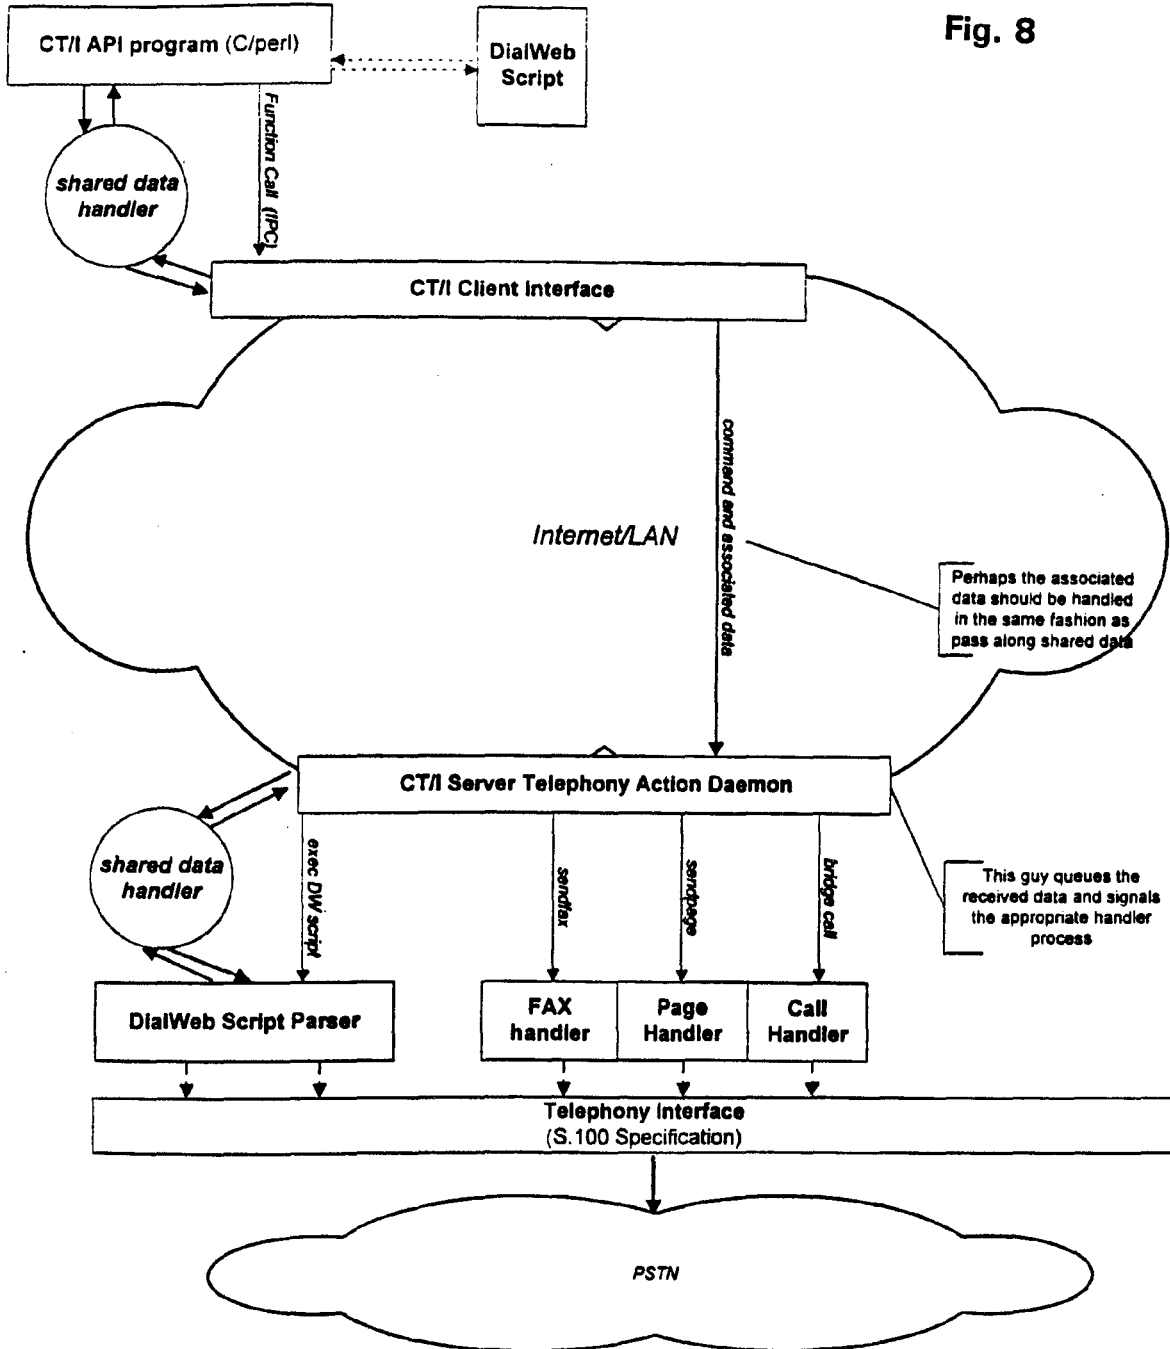 Fig. 8
CT/I API program (C/perl)
DialWeb
Script
Function Call (IPC)
shared data
handler
CT/I Client Interface
command and associated data
Internet/LAN
Perhaps the associated
data should be handled
in the same fashion as
pass along shared data
CT/I Server Telephony Action Daemon
shared data
handler
exec DW script
sendfax
sendpage
bridge call
This guy queues the
received data and signals
the appropriate handler
process
DialWeb Script Parser
FAX
handler
Page
Handler
Call
Handler
Telephony Interface
(S.100 Specification)
PSTN